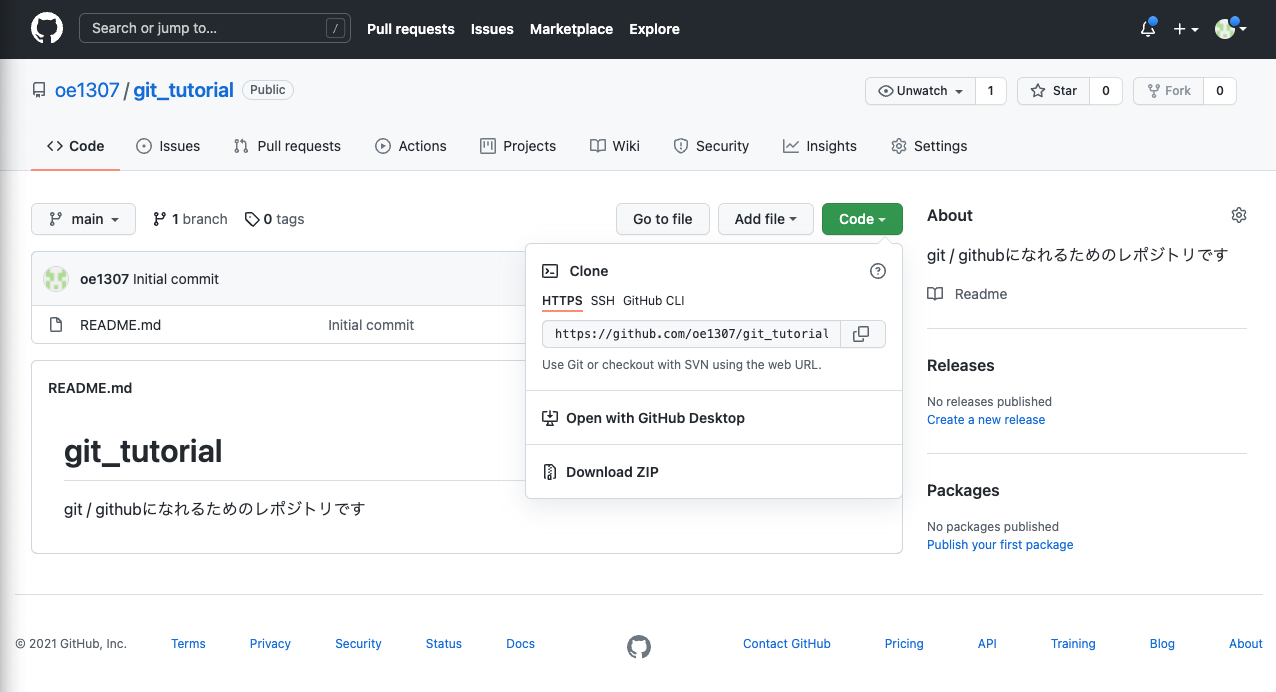 Search or jump to... /
Pull requests Issues Marketplace Explore
oe1307 / git_tutorial Public
Unwatch 1 Star 0 Fork 0
Code Issues Pull requests Actions Projects Wiki Security Insights Settings
main 1 branch 0 tags
Go to file Add file Code
oe1307 Initial commit
README.md Initial commit
Clone
HTTPS SSH GitHub CLI
https://github.com/oe1307/git_tutorial
Use Git or checkout with SVN using the web URL.
Open with GitHub Desktop
Download ZIP
README.md
git_tutorial
git / githubになれるためのレポジトリです
About
git / githubになれるためのレポジトリです
Readme
Releases
No releases published
Create a new release
Packages
No packages published
Publish your first package
© 2021 GitHub, Inc. Terms Privacy Security Status Docs Contact GitHub Pricing API Training Blog About